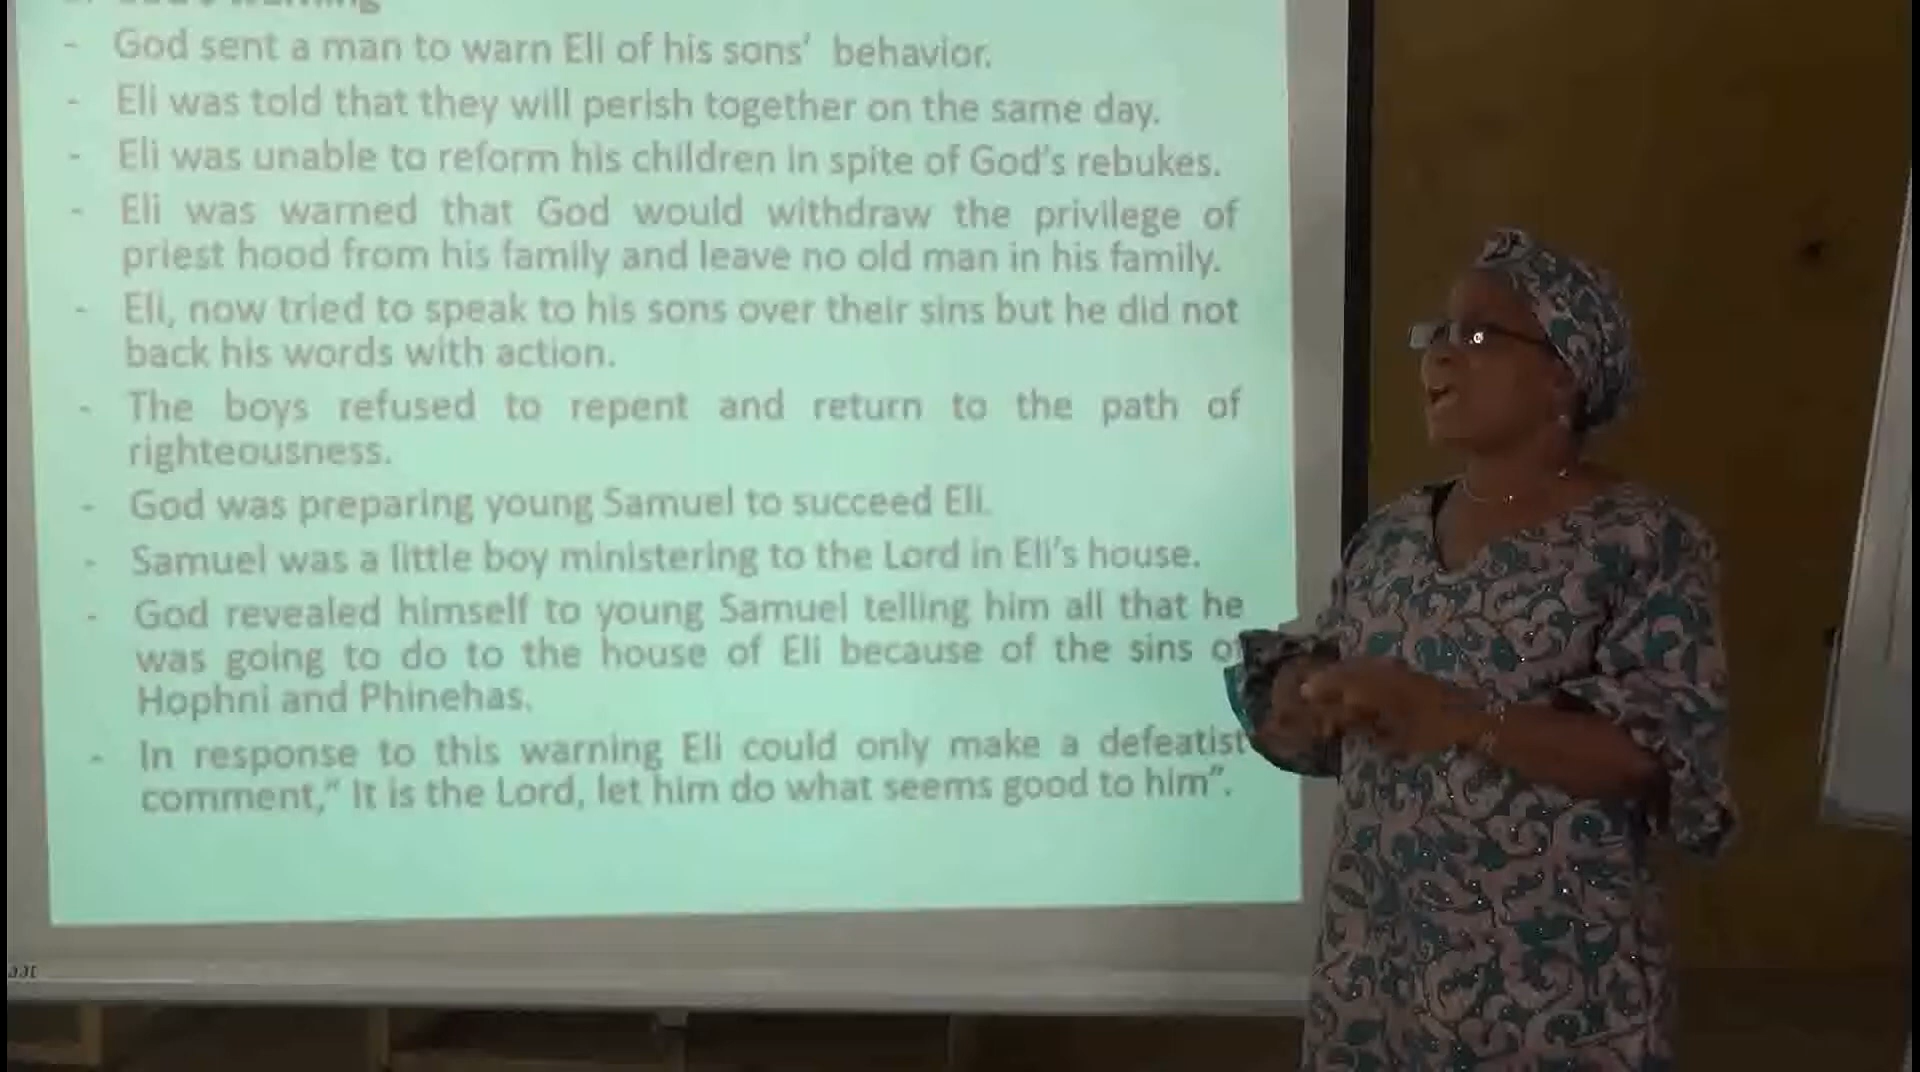 God's warning
- God sent a man to warn Eli of his sons' behavior.
- Eli was told that they will perish together on the same day.
- Eli was unable to reform his children in spite of God's rebukes.
- Eli was warned that God would withdraw the privilege of
priest hood from his family and leave no old man in his family.
- Eli, now tried to speak to his sons over their sins but he did not
back his words with action.
- The boys refused to repent and return to the path of
righteousness.
- God was preparing young Samuel to succeed Eli.
- Samuel was a little boy ministering to the Lord in Eli's house.
- God revealed himself to young Samuel telling him all that he
was going to do to the house of Eli because of the sins of
Hophni and Phinehas.
- In response to this warning Eli could only make a defeatist
comment," It is the Lord, let him do what seems good to him".